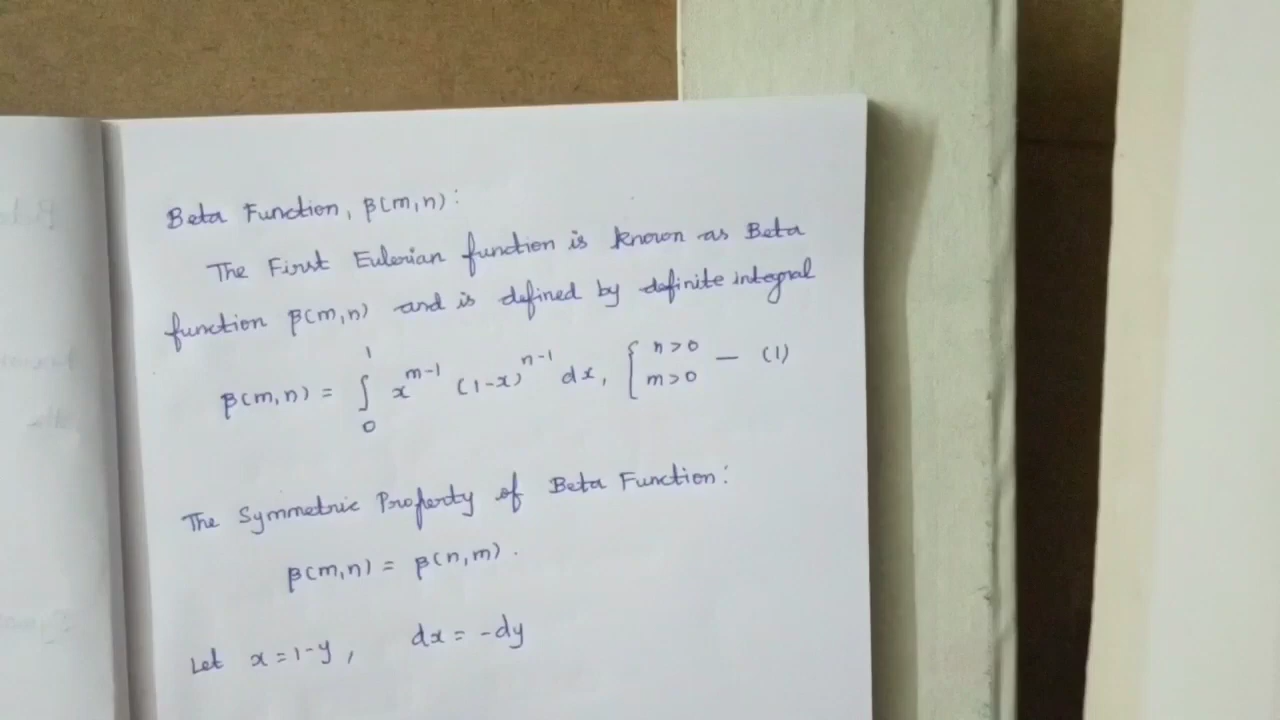 Beta Function, β(m,n):
The First Eulerian function is known as Beta
function β(m,n) and is defined by definite integral
β(m,n) = ∫₀¹ x^(m-1) (1-x)^(n-1) dx, { n>0 m>0 — (1)
The Symmetric Property of Beta Function:
β(m,n) = β(n,m).
Let x=1-y, dx = -dy